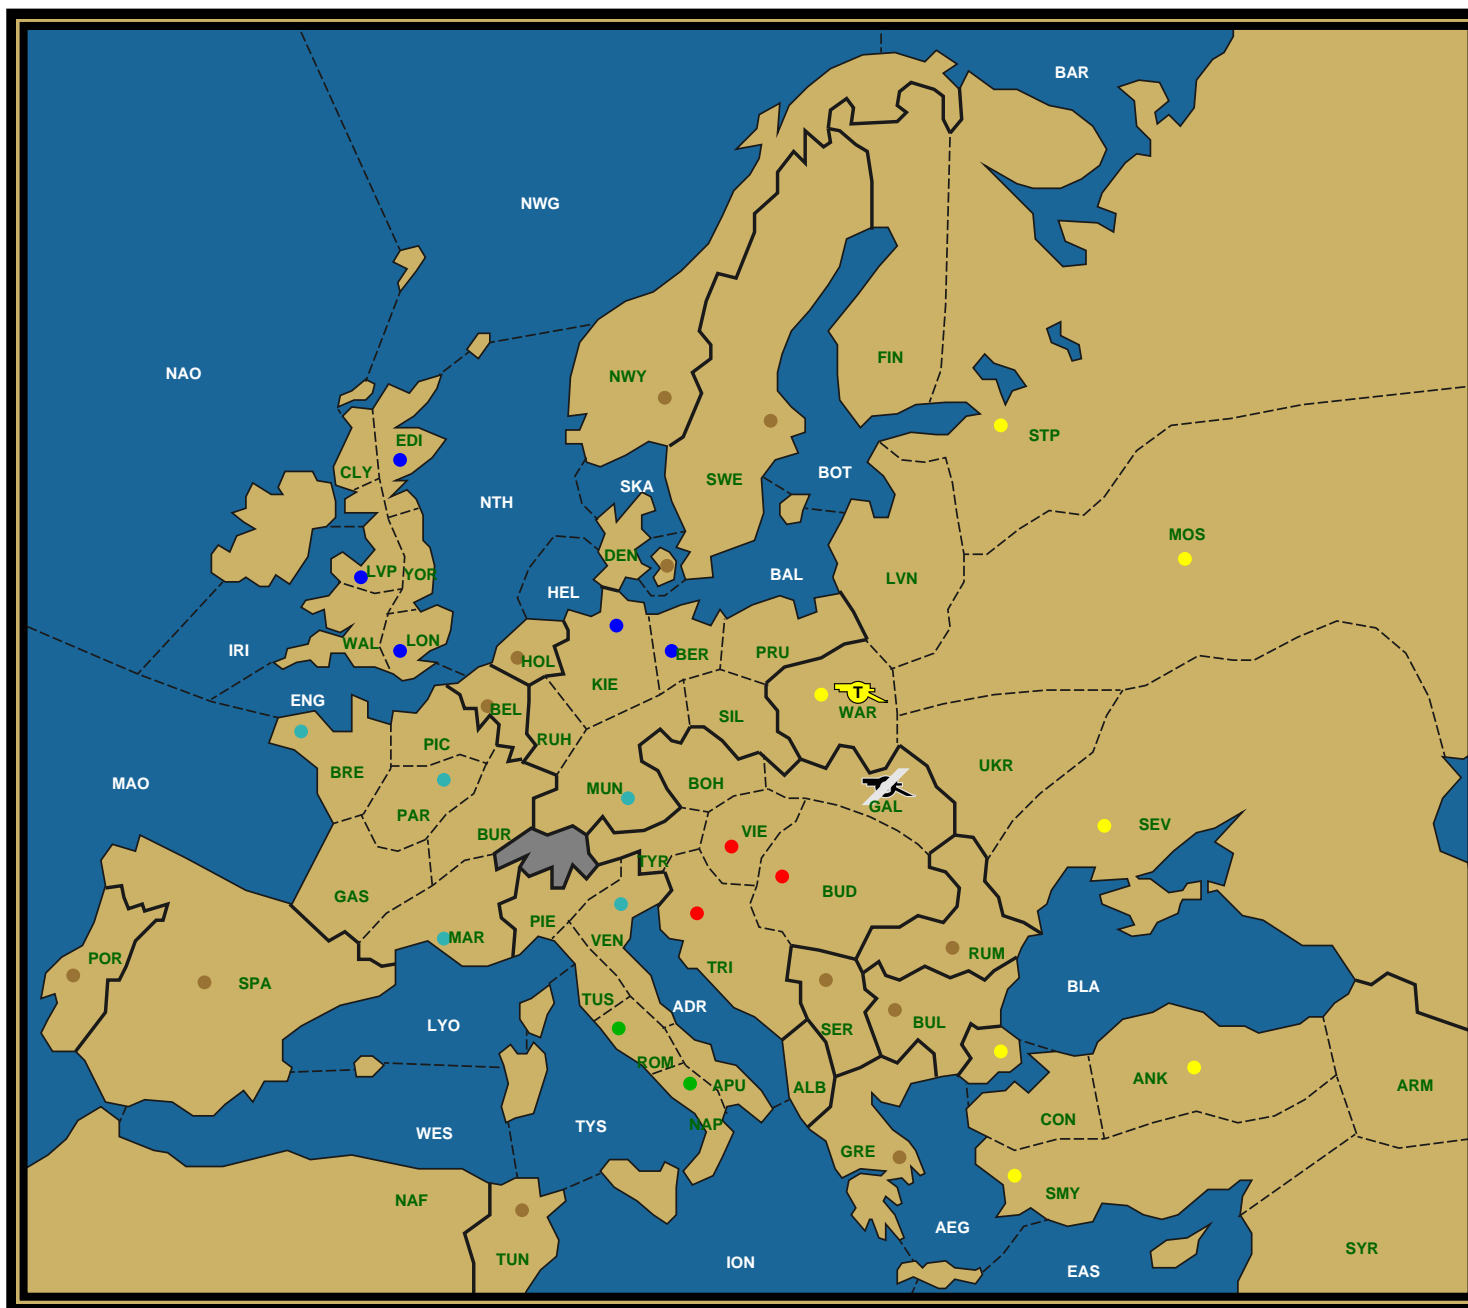 BAR
NWG
NAO
FIN
NWY
EDI
STP
CLY
BOT
SWE
SKA
NTH
MOS
DEN
LVP
YOR
BAL
LVN
HEL
WAL
LON
IRI
HOL
BER
PRU
KIE
T
ENG
BEL
WAR
SIL
PIC
RUH
UKR
BRE
MAO
MUN
BOH
GAL
PAR
SEV
BUR
VIE
TYR
BUD
GAS
PIE
MAR
VEN
RUM
POR
TRI
SPA
BLA
TUS
ADR
LYO
BUL
SER
ROM
ANK
APU
ALB
ARM
CON
NAP
TYS
WES
GRE
SMY
NAF
AEG
SYR
TUN
ION
EAS